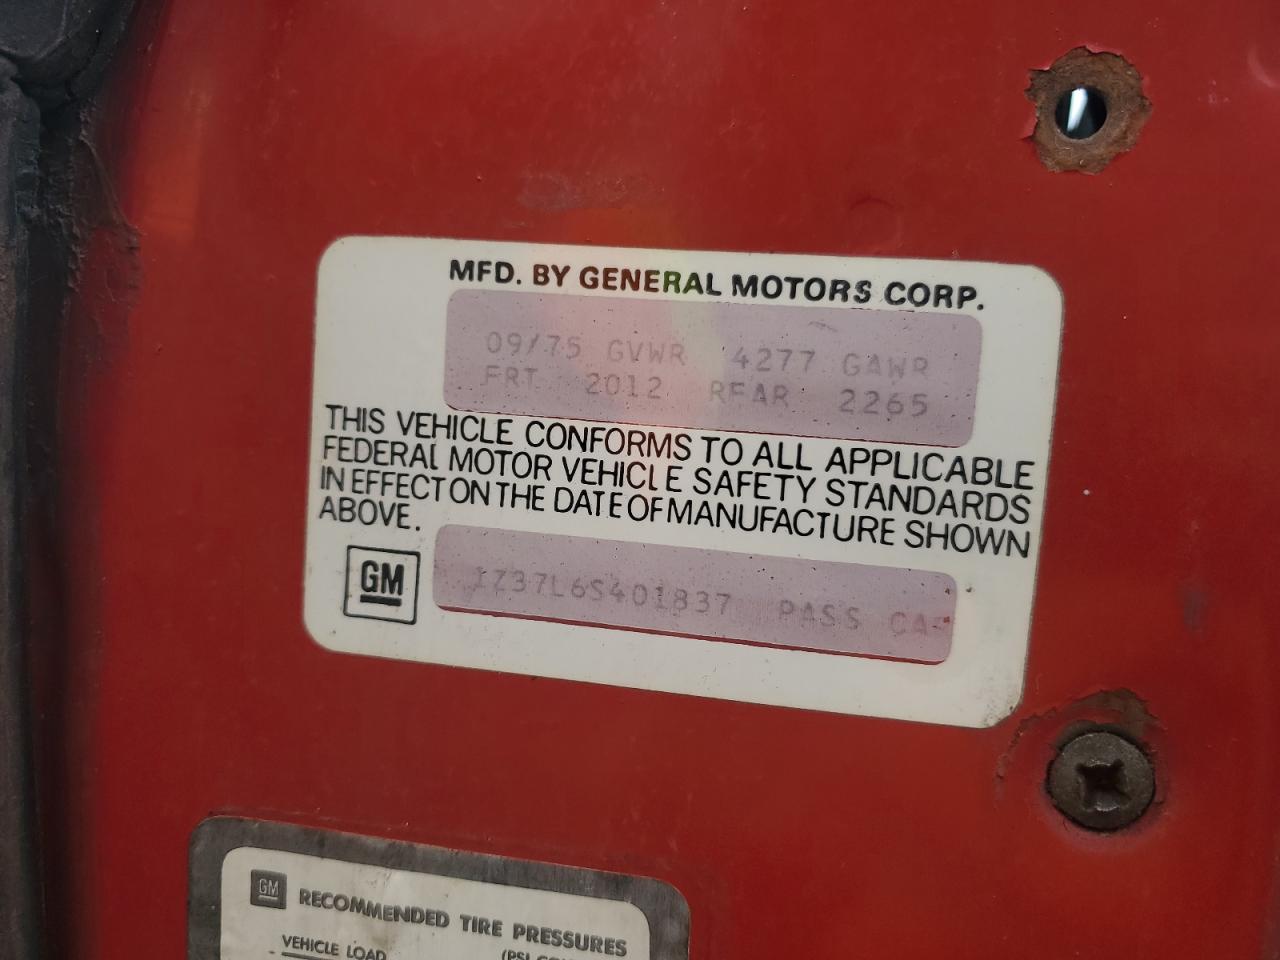 MFD. BY GENERAL MOTORS CORP.
09/75 GVWR 4277 GAWR
FRT 2012 REAR 2265
THIS VEHICLE CONFORMS TO ALL APPLICABLE
FEDERAL MOTOR VEHICLE SAFETY STANDARDS
IN EFFECT ON THE DATE OF MANUFACTURE SHOWN
ABOVE.
GM
1Z37L6S401837 PASS CA
GM
RECOMMENDED TIRE PRESSURES
VEHICLE LOAD